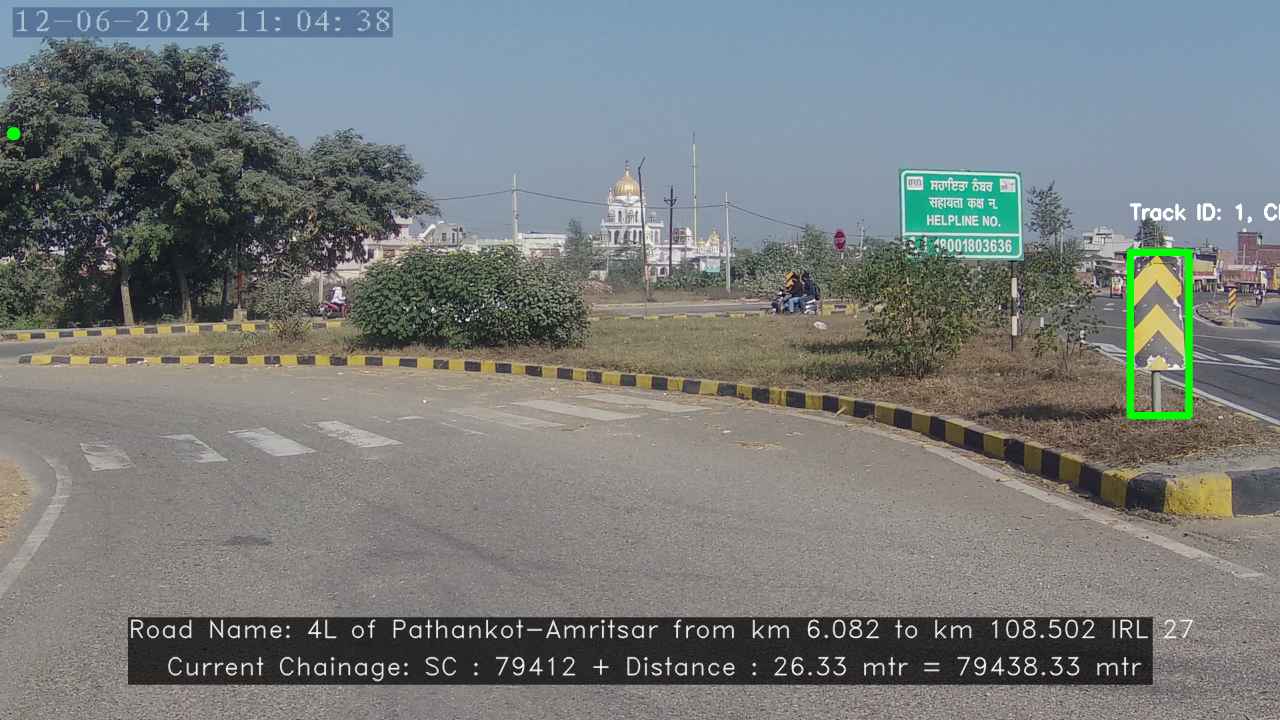 12-06-2024 11:04:38
ਸਹਾਇਤਾ ਨੰਬਰ
सहायता कक्ष न.
HELPLINE NO.
18001803636
Track ID: 1,
Road Name: 4L of Pathankot-Amritsar from km 6.082 to km 108.502 IRL 27
Current Chainage: SC : 79412 + Distance : 26.33 mtr = 79438.33 mtr